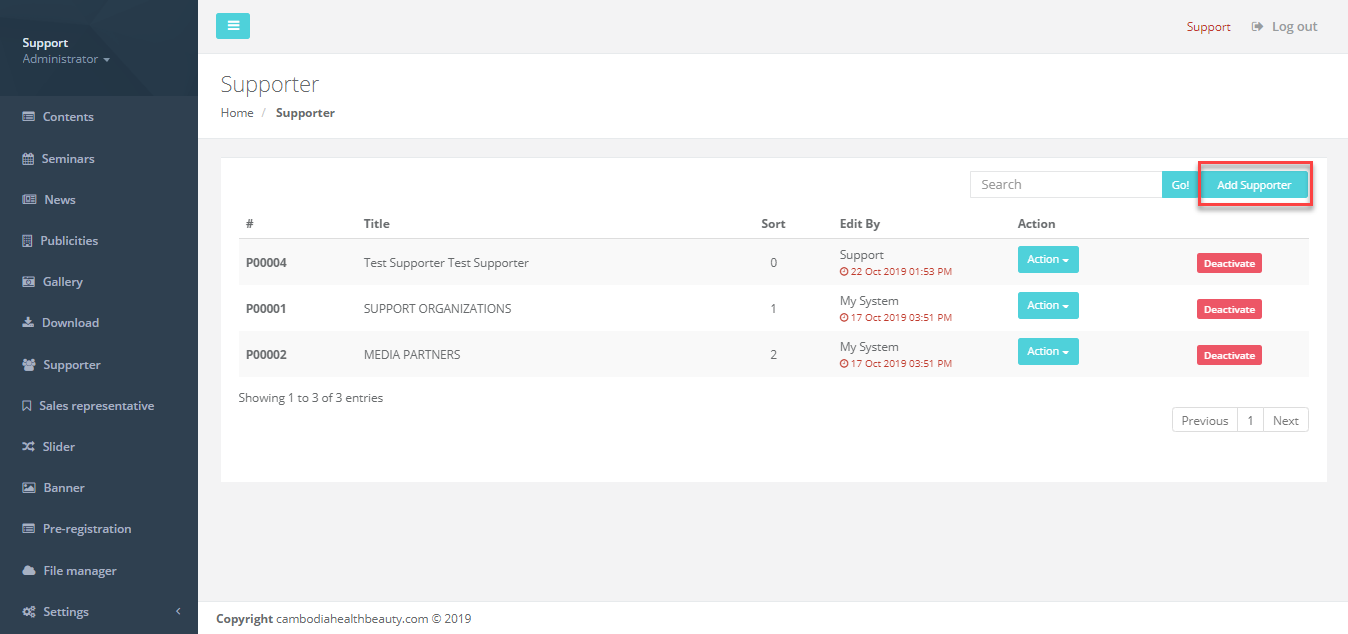 Support
Administrator
Contents
Seminars
News
Publicities
Gallery
Download
Supporter
Sales representative
Slider
Banner
Pre-registration
File manager
Settings
Support Log out
Supporter
Home / Supporter
Search Go! Add Supporter
# Title Sort Edit By Action
P00004 Test Supporter Test Supporter 0 Support Action Deactivate
22 Oct 2019 01:53 PM
P00001 SUPPORT ORGANIZATIONS 1 My System Action Deactivate
17 Oct 2019 03:51 PM
P00002 MEDIA PARTNERS 2 My System Action Deactivate
17 Oct 2019 03:51 PM
Showing 1 to 3 of 3 entries
Previous 1 Next
Copyright cambodiahealthbeauty.com © 2019